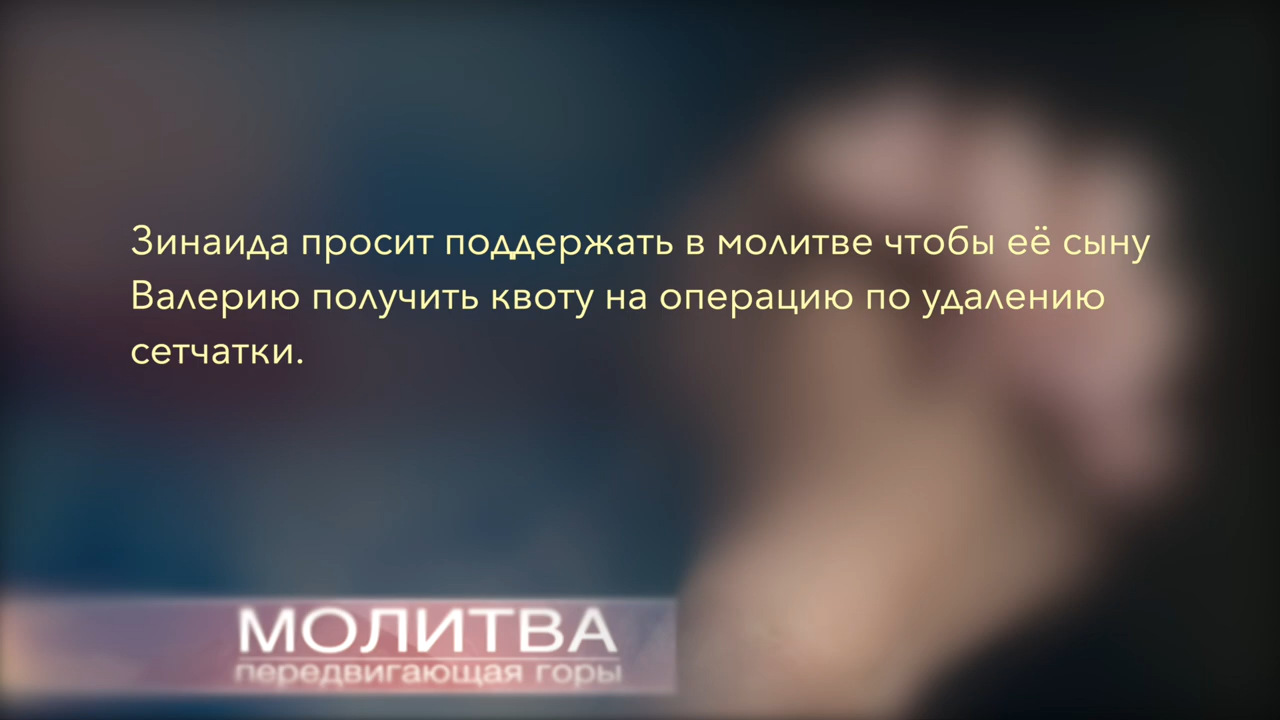 Зинаида просит поддержать в молитве чтобы её сыну
Валерию получить квоту на операцию по удалению
сетчатки.
МОЛИТВА
передвигающая горы